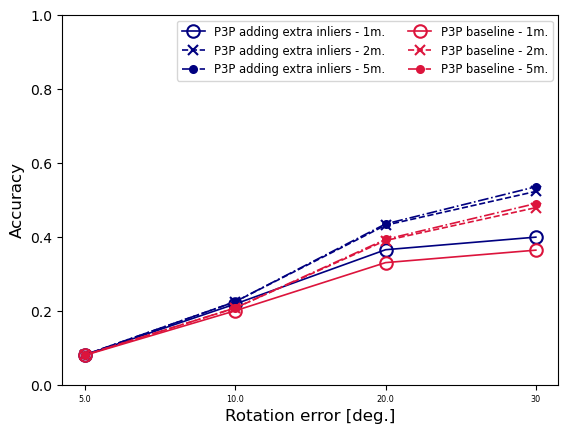 1.0
0.8
0.6
0.4
0.2
0.0
Accuracy
P3P adding extra inliers - 1m.
P3P adding extra inliers - 2m.
P3P adding extra inliers - 5m.
P3P baseline - 1m.
P3P baseline - 2m.
P3P baseline - 5m.
5.0 10.0 20.0 30
Rotation error [deg.]